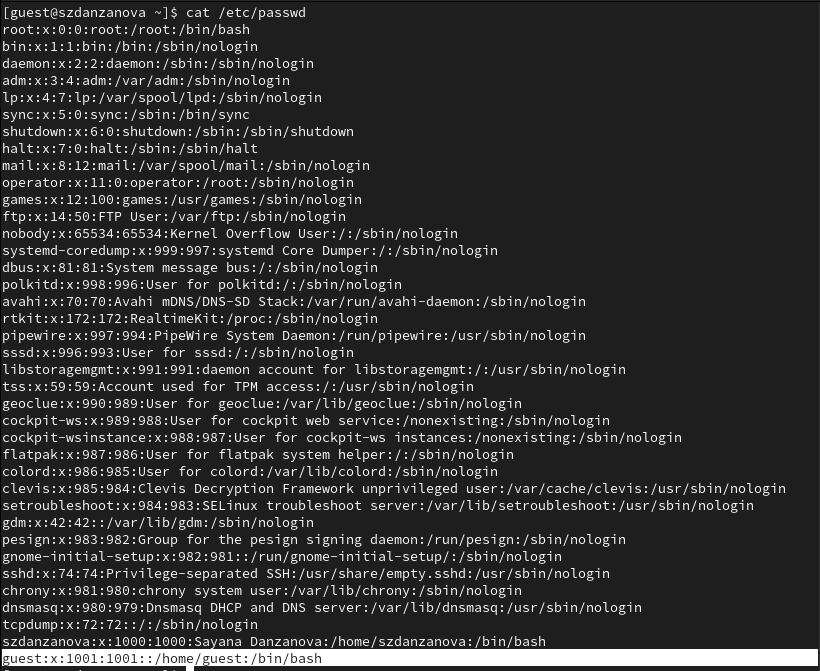 [guest@szdanzanova ~]$ cat /etc/passwd
root:x:0:0:root:/root:/bin/bash
bin:x:1:1:bin:/bin:/sbin/nologin
daemon:x:2:2:daemon:/sbin:/sbin/nologin
adm:x:3:4:adm:/var/adm:/sbin/nologin
lp:x:4:7:lp:/var/spool/lpd:/sbin/nologin
sync:x:5:0:sync:/sbin:/bin/sync
shutdown:x:6:0:shutdown:/sbin:/sbin/shutdown
halt:x:7:0:halt:/sbin:/sbin/halt
mail:x:8:12:mail:/var/spool/mail:/sbin/nologin
operator:x:11:0:operator:/root:/sbin/nologin
games:x:12:100:games:/usr/games:/sbin/nologin
ftp:x:14:50:FTP User:/var/ftp:/sbin/nologin
nobody:x:65534:65534:Kernel Overflow User:/:/sbin/nologin
systemd-coredump:x:999:997:systemd Core Dumper:/:/sbin/nologin
dbus:x:81:81:System message bus:/:/sbin/nologin
polkitd:x:998:996:User for polkitd:/:/sbin/nologin
avahi:x:70:70:Avahi mDNS/DNS-SD Stack:/var/run/avahi-daemon:/sbin/nologin
rtkit:x:172:172:RealtimeKit:/proc:/sbin/nologin
pipewire:x:997:994:PipeWire System Daemon:/run/pipewire:/usr/sbin/nologin
sssd:x:996:993:User for sssd:/:/sbin/nologin
libstoragemgmt:x:991:991:daemon account for libstoragemgmt:/:/usr/sbin/nologin
tss:x:59:59:Account used for TPM access:/:/usr/sbin/nologin
geoclue:x:990:989:User for geoclue:/var/lib/geoclue:/sbin/nologin
cockpit-ws:x:989:988:User for cockpit web service:/nonexisting:/sbin/nologin
cockpit-wsinstance:x:988:987:User for cockpit-ws instances:/nonexisting:/sbin/nologin
flatpak:x:987:986:User for flatpak system helper:/:/sbin/nologin
colord:x:986:985:User for colord:/var/lib/colord:/sbin/nologin
clevis:x:985:984:Clevis Decryption Framework unprivileged user:/var/cache/clevis:/usr/sbin/nologin
setroubleshoot:x:984:983:SELinux troubleshoot server:/var/lib/setroubleshoot:/usr/sbin/nologin
gdm:x:42:42::/var/lib/gdm:/sbin/nologin
pesign:x:983:982:Group for the pesign signing daemon:/run/pesign:/sbin/nologin
gnome-initial-setup:x:982:981::/run/gnome-initial-setup/:/sbin/nologin
sshd:x:74:74:Privilege-separated SSH:/usr/share/empty.sshd:/usr/sbin/nologin
chrony:x:981:980:chrony system user:/var/lib/chrony:/sbin/nologin
dnsmasq:x:980:979:Dnsmasq DHCP and DNS server:/var/lib/dnsmasq:/usr/sbin/nologin
tcpdump:x:72:72::/:/sbin/nologin
szdanzanova:x:1000:1000:Sayana Danzanova:/home/szdanzanova:/bin/bash
guest:x:1001:1001::/home/guest:/bin/bash